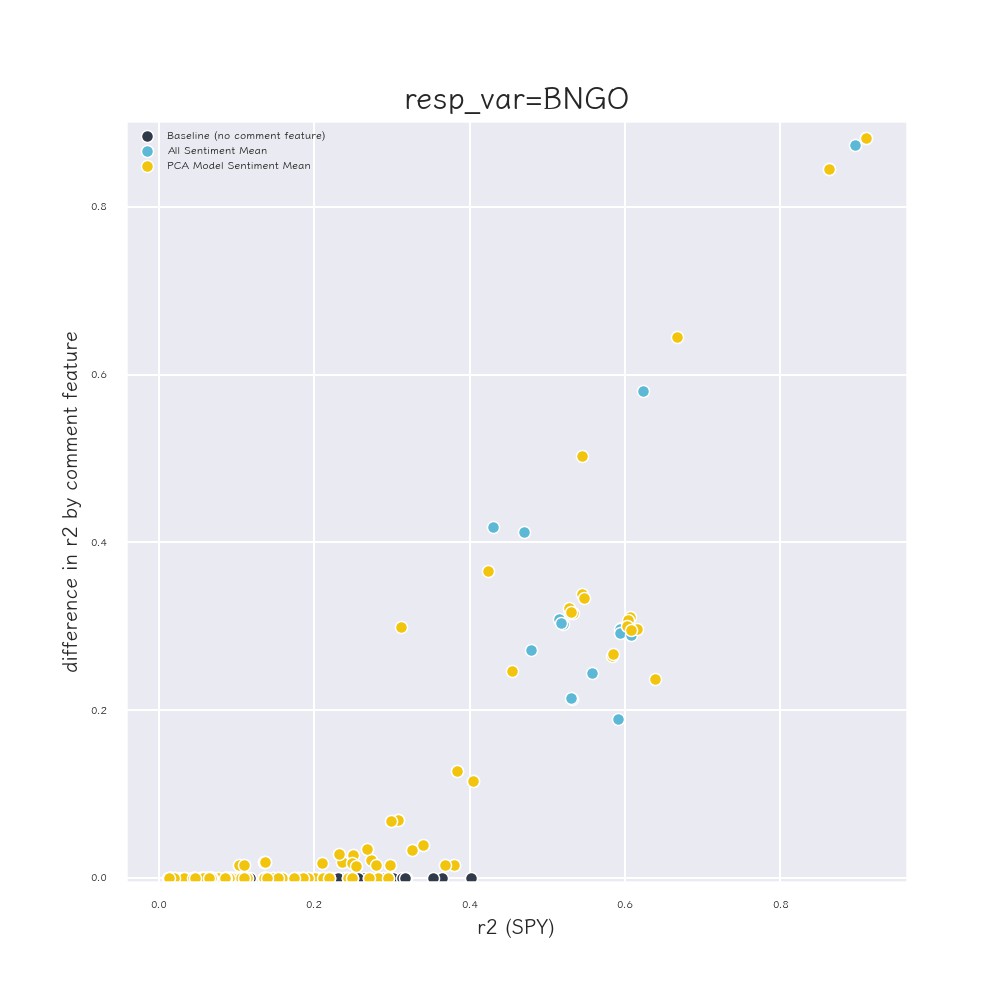 resp_var=BNGO
Baseline (no comment feature)
All Sentiment Mean
PCA Model Sentiment Mean
0.8
0.6
0.4
0.2
0.0
difference in r2 by comment feature
0.0 0.2 0.4 0.6 0.8
r2 (SPY)